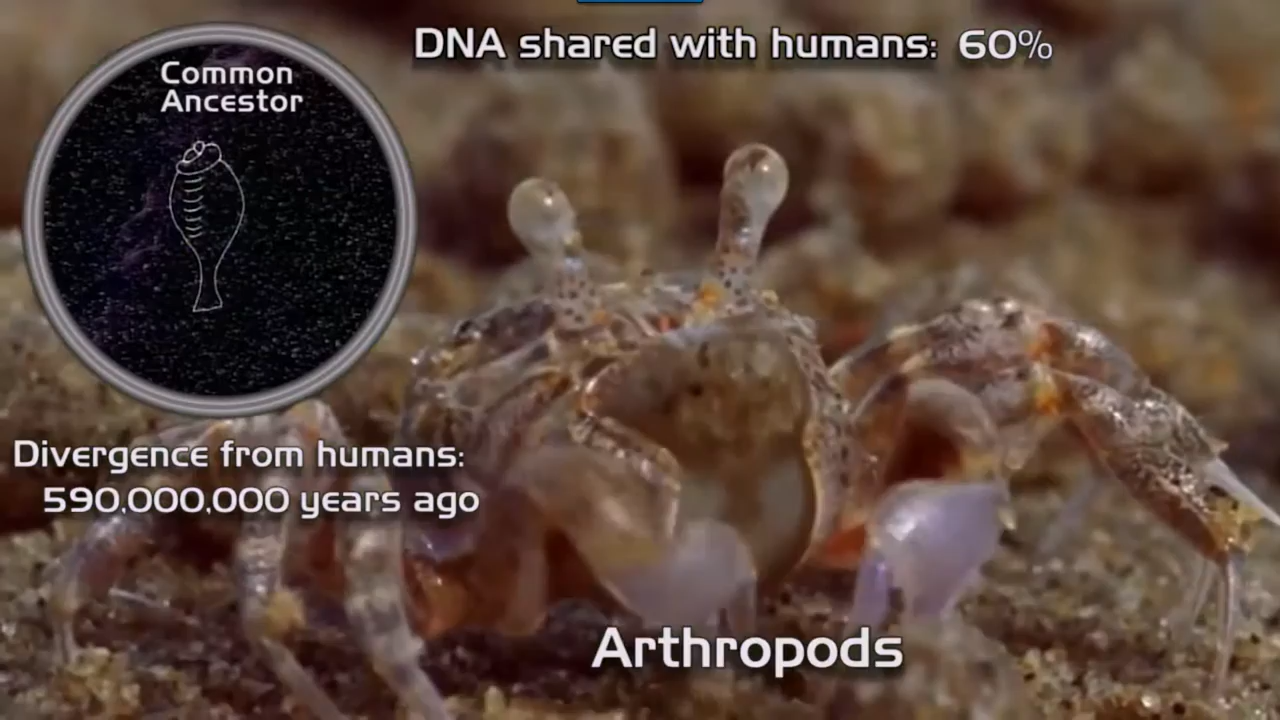 DNA shared with humans: 60%
Common
Ancestor
Divergence from humans:
590,000,000 years ago
Arthropods